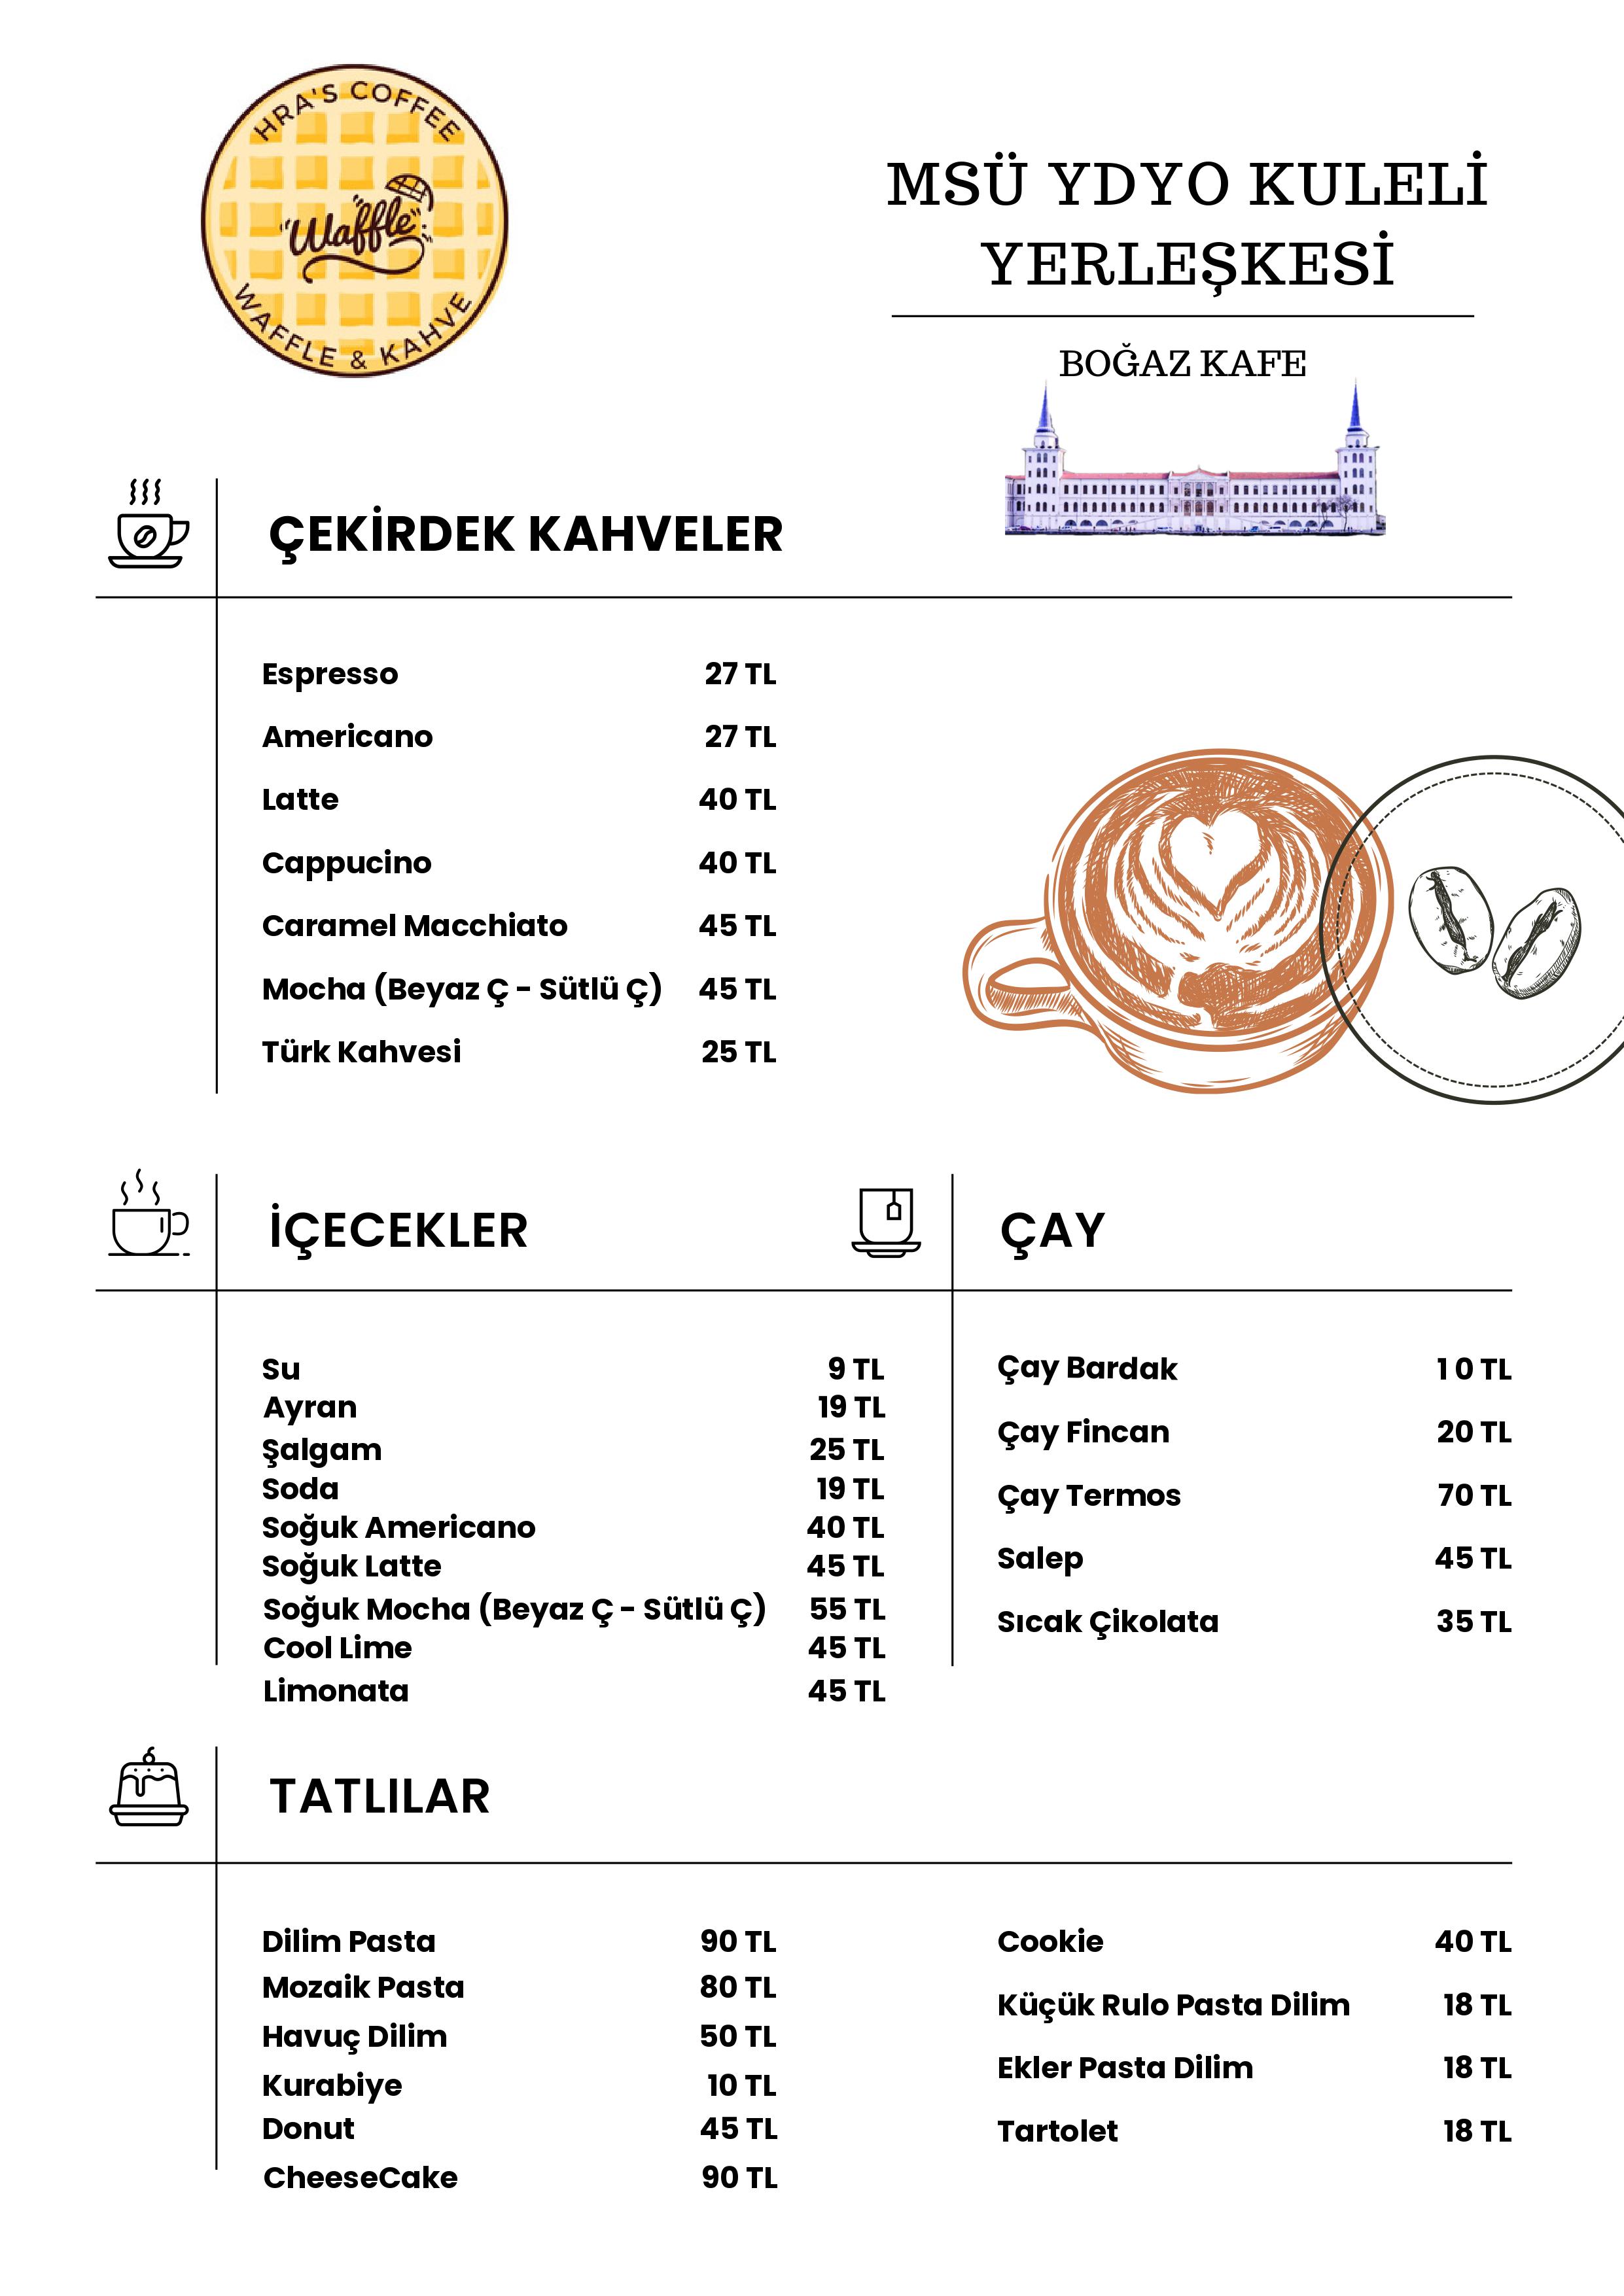 HRA'S COFFEE
"Waffle"
WAFFLE & KAHVE
MSÜ YDYO KULELİ
YERLEŞKESİ
BOĞAZ KAFE
ÇEKİRDEK KAHVELER
Espresso 27 TL
Americano 27 TL
Latte 40 TL
Cappucino 40 TL
Caramel Macchiato 45 TL
Mocha (Beyaz Ç - Sütlü Ç) 45 TL
Türk Kahvesi 25 TL
İÇECEKLER
Su 9 TL
Ayran 19 TL
Şalgam 25 TL
Soda 19 TL
Soğuk Americano 40 TL
Soğuk Latte 45 TL
Soğuk Mocha (Beyaz Ç - Sütlü Ç) 55 TL
Cool Lime 45 TL
Limonata 45 TL
ÇAY
Çay Bardak 1 0 TL
Çay Fincan 20 TL
Çay Termos 70 TL
Salep 45 TL
Sıcak Çikolata 35 TL
TATLILAR
Dilim Pasta 90 TL
Mozaik Pasta 80 TL
Havuç Dilim 50 TL
Kurabiye 10 TL
Donut 45 TL
CheeseCake 90 TL
Cookie 40 TL
Küçük Rulo Pasta Dilim 18 TL
Ekler Pasta Dilim 18 TL
Tartolet 18 TL